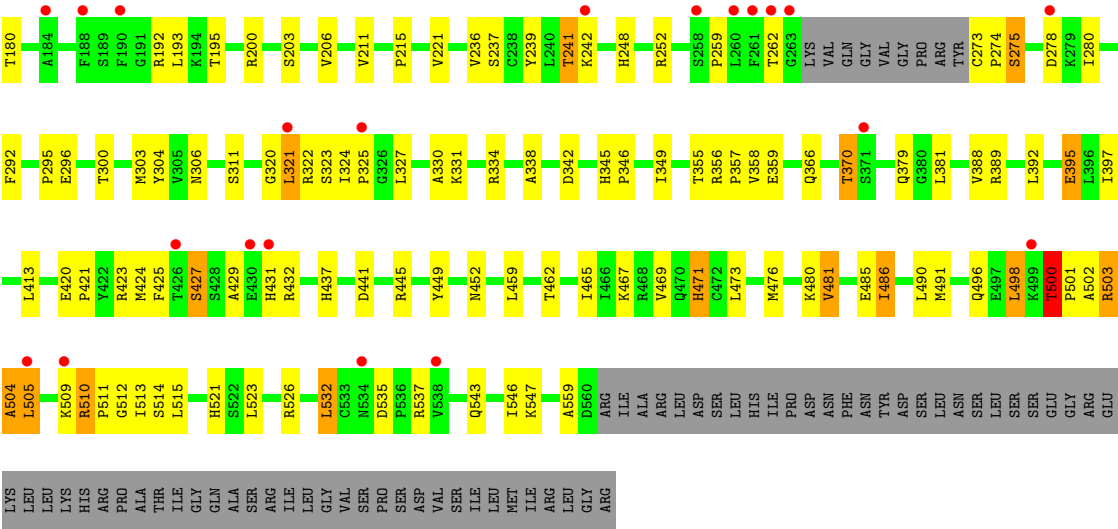 T180 A184 F188 S189 F190 G191 R192 L193 K194 T195 R200 S203 V206 V211 P215 V221 V236 S237 C238 Y239 L240 T241 K242 H248 R252 S258 P259 L260 F261 T262 G263 LYS VAL GLN GLY VAL GLY PRO ARG TYR C273 P274 S275 D278 K279 I280
F292 P295 E296 T300 M303 Y304 V305 N306 S311 G320 L321 R322 S323 I324 P325 G326 L327 A330 K331 R334 A338 D342 H345 P346 I349 T355 R356 P357 V358 E359 Q366 T370 S371 Q379 G380 L381 V388 R389 L392 E395 L396 I397
L413 E420 P421 Y422 R423 M424 F425 T426 S427 S428 A429 E430 H431 R432 H437 D441 R445 Y449 N452 L459 T462 I465 I466 K467 R468 V469 Q470 H471 C472 L473 M476 K480 V481 E485 I486 L490 M491 Q496 E497 L498 K499 T500 P501 A502 R503
A504 L505 K509 R510 P511 G512 I513 S514 L515 H521 S522 L523 R526 L532 C533 N534 D535 P536 R537 V538 Q543 I546 K547 A559 D560 ARG ILE ALA ARG LEU ASP SER LEU HIS ILE PRO ASP ASN PHE ASN TYR ASP SER LEU ASN SER LEU SER SER GLU GLY ARG GLU
LYS LEU LEU LYS HIS ARG PRO ALA THR ILE GLY GLN ALA SER ARG ILE LEU GLY VAL SER PRO SER ASP VAL SER ILE LEU MET ILE ARG LEU GLY ARG